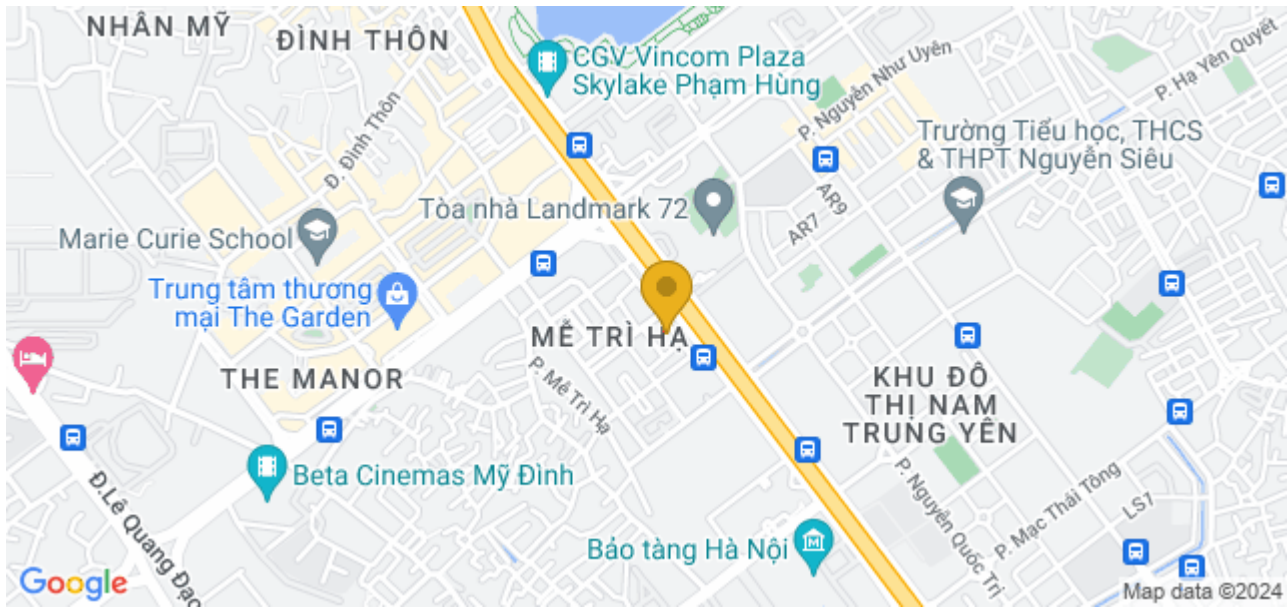 NHÂN MỸ
ĐÌNH THÔN
CGV Vincom Plaza
Skylake Phạm Hùng
P. Nguyễn Như Uyên
P. Hạ Yên Quyết
Đ. Đình Thôn
Trường Tiểu học, THCS
& THPT Nguyễn Siêu
Tòa nhà Landmark 72
AR9
AR7
Marie Curie School
Trung tâm thương
mại The Garden
MỄ TRÌ HẠ
THE MANOR
P. Mễ Trì Hạ
KHU ĐÔ
THỊ NAM
TRUNG YÊN
Beta Cinemas Mỹ Đình
Đ.Lê Quang Đạo
P. Nguyễn Quốc Trị
P. Mạc Thái Tông
LS1
Bảo tàng Hà Nội
Google
Map data ©2024